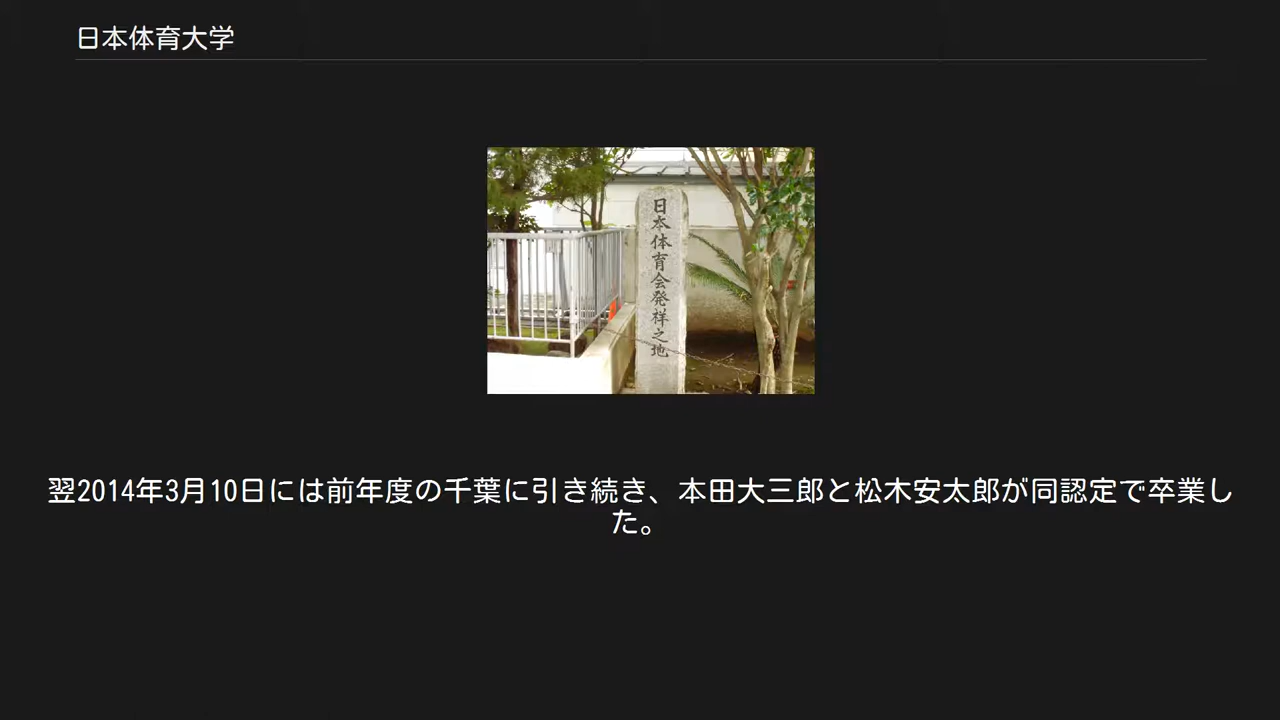 日本体育大学
日本体育会発祥之地
翌2014年3月10日には前年度の千葉に引き続き、本田大三郎と松木安太郎が同認定で卒業し
た。